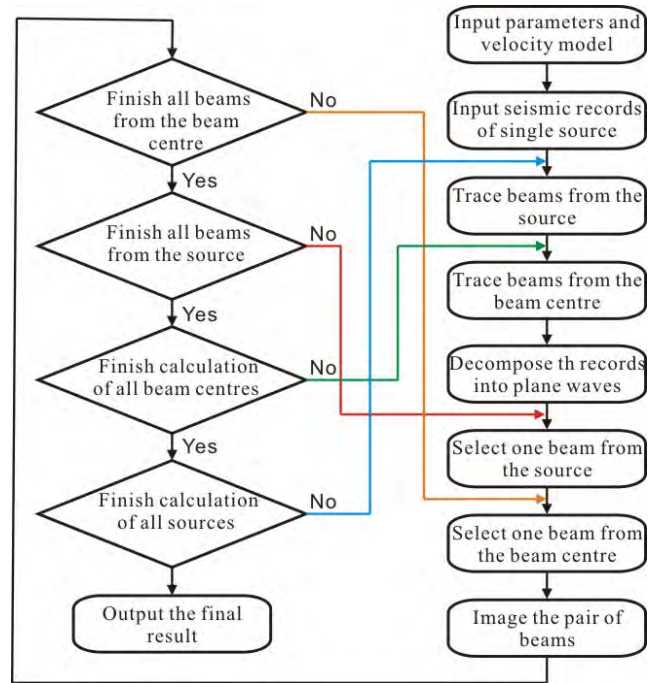 Input parameters and
velocity model
Input seismic records
of single source
Trace beams from the
source
Trace beams from the
beam centre
Decompose th records
into plane waves
Select one beam from
the source
Select one beam from
the beam centre
Image the pair of
beams
Finish all beams
from the beam
centre
No
Yes
Finish all beams
from the source
No
Yes
Finish calculation
of all beam centres
No
Yes
Finish calculation
of all sources
No
Output the final
result